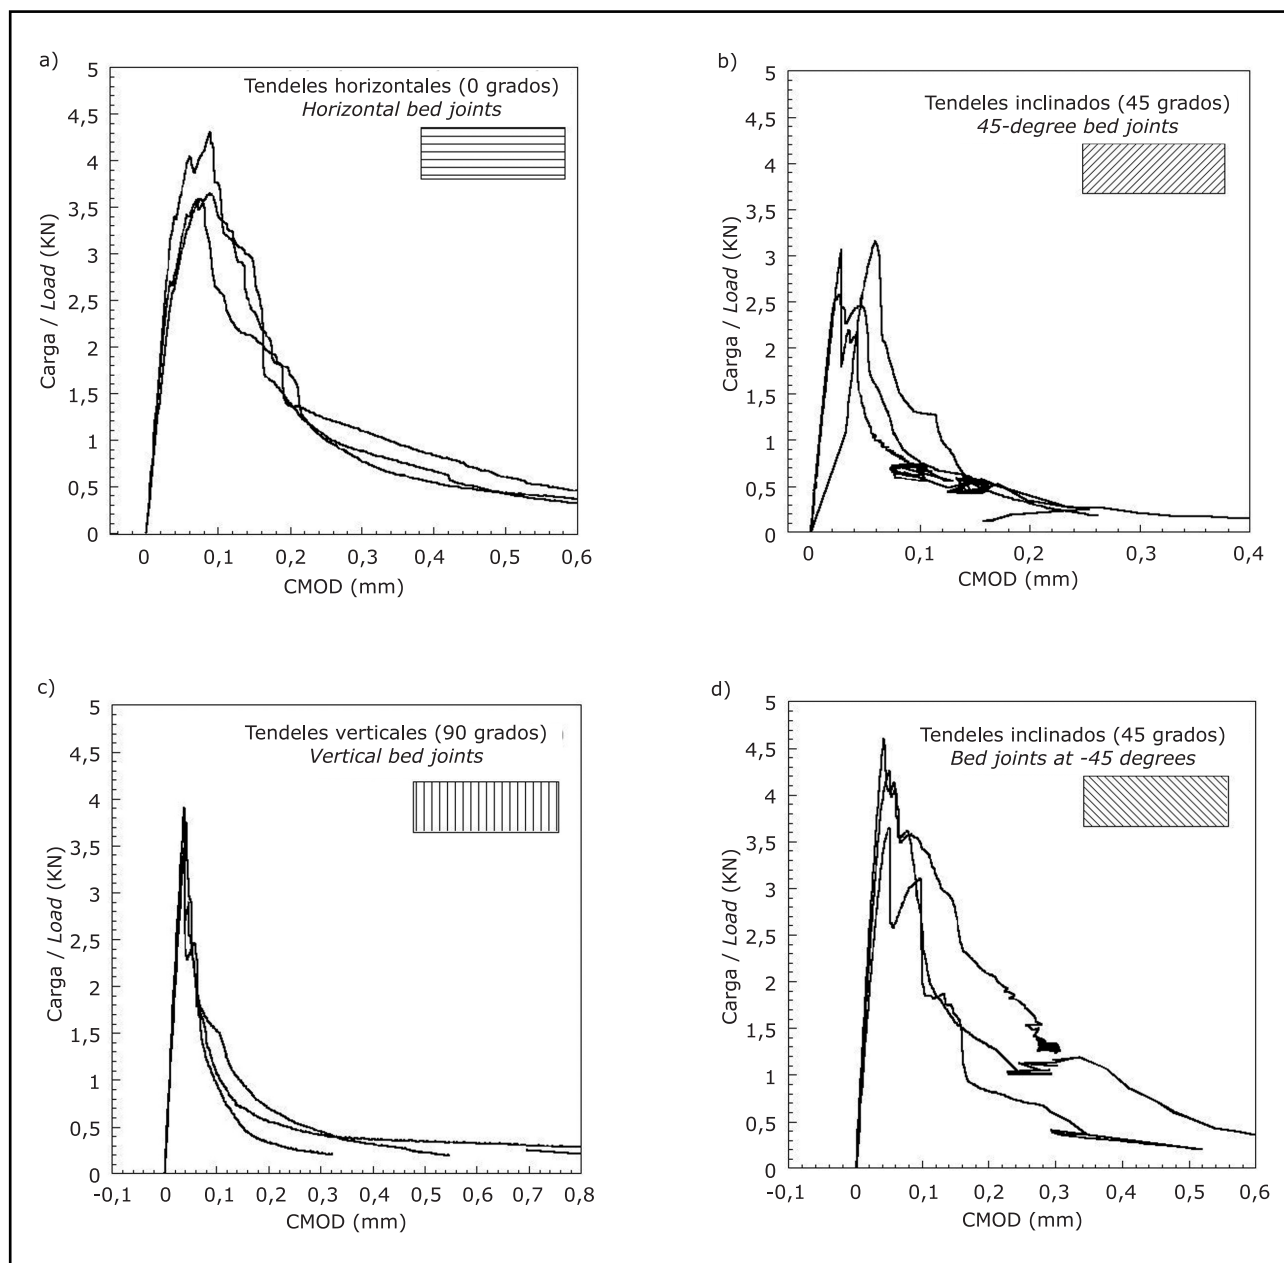 a)
Tendeles horizontales (0 grados)
Horizontal bed joints
Carga / Load (KN)
5
4,5
4
3,5
3
2,5
2
1,5
1
0,5
0
0 0,1 0,2 0,3 0,4 0,5 0,6
CMOD (mm)
b)
Tendeles inclinados (45 grados)
45-degree bed joints
Carga / Load (KN)
5
4,5
4
3,5
3
2,5
2
1,5
1
0,5
0
0 0,1 0,2 0,3 0,4
CMOD (mm)
c)
Tendeles verticales (90 grados)
Vertical bed joints
Carga / Load (KN)
5
4,5
4
3,5
3
2,5
2
1,5
1
0,5
0
-0,1 0 0,1 0,2 0,3 0,4 0,5 0,6 0,7 0,8
CMOD (mm)
d)
Tendeles inclinados (45 grados)
Bed joints at -45 degrees
Carga / Load (KN)
5
4,5
4
3,5
3
2,5
2
1,5
1
0,5
0
-0,1 0 0,1 0,2 0,3 0,4 0,5 0,6
CMOD (mm)